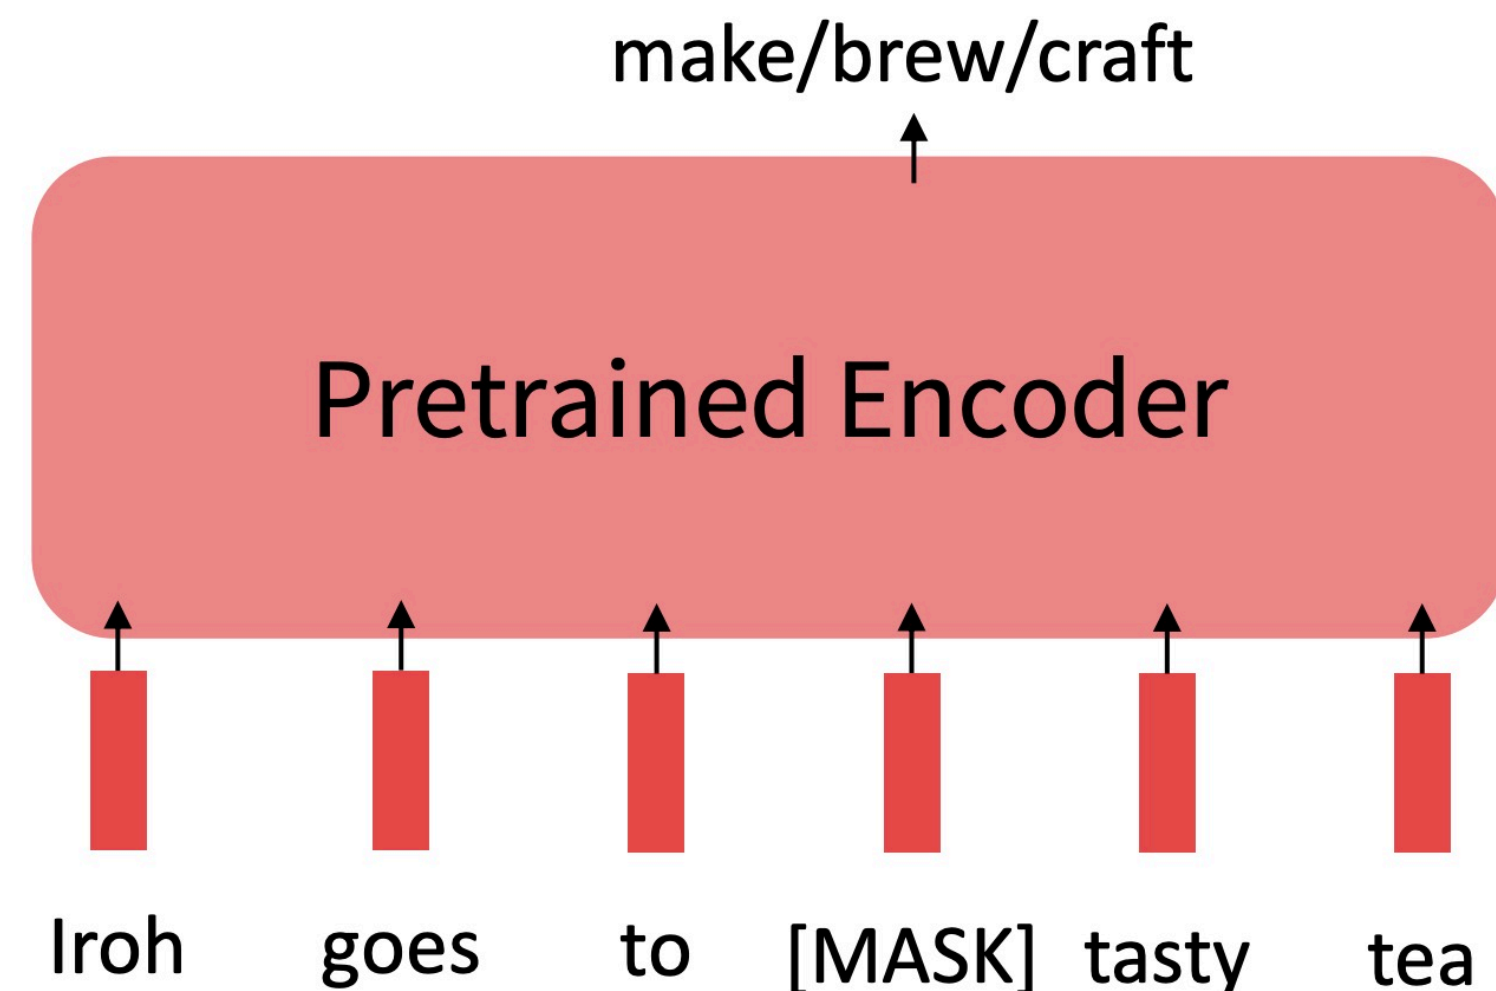 make/brew/craft
Pretrained Encoder
Iroh goes to [MASK] tasty tea